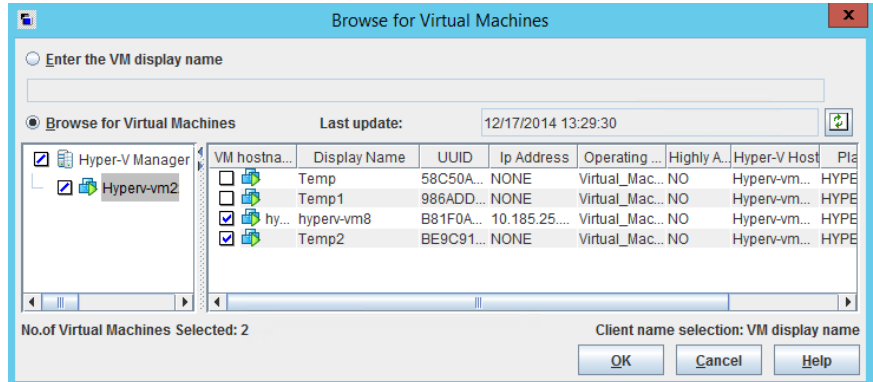 Browse for Virtual Machines
x
Enter the VM display name
Browse for Virtual Machines Last update: 12/17/2014 13:29:30
Hyper-V Manager
Hyperv-vm2
VM hostna... Display Name UUID Ip Address Operating ... Highly A... Hyper-V Host Pla
Temp 58C50A... NONE Virtual_Mac... NO Hyperv-vm... HYPE
Temp1 986ADD... NONE Virtual_Mac... NO Hyperv-vm... HYPE
hy... hyperv-vm8 B81F0A... 10.185.25.... Virtual_Mac... NO Hyperv-vm... HYPE
Temp2 BE9C91... NONE Virtual_Mac... NO Hyperv-vm... HYPE
No.of Virtual Machines Selected: 2 Client name selection: VM display name
OK Cancel Help